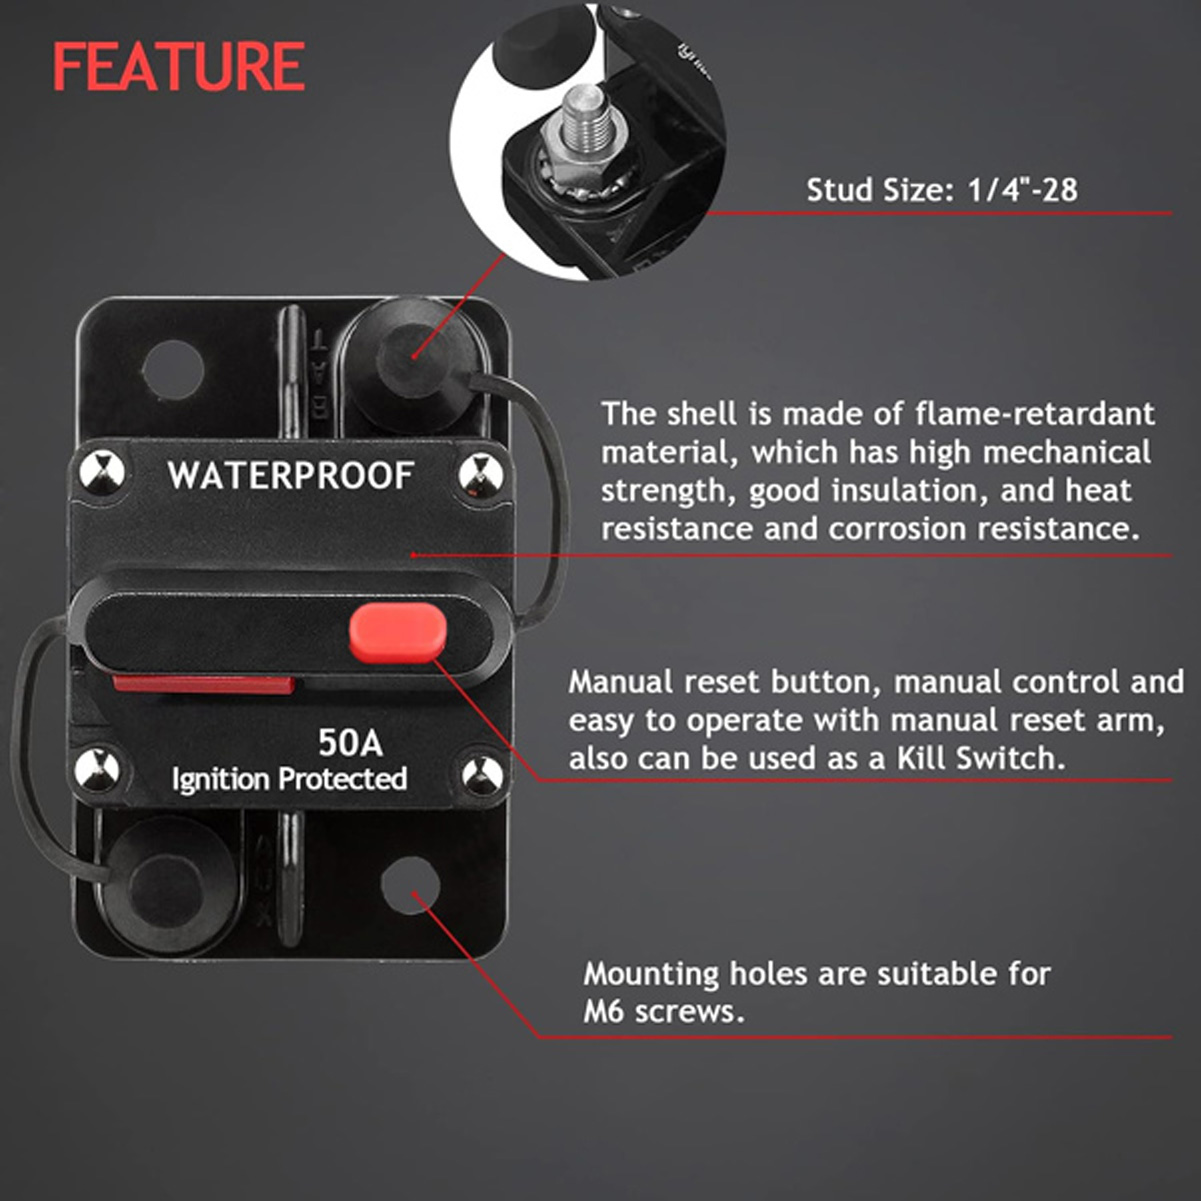 FEATURE
Stud Size: 1/4"-28
BAT
The shell is made of flame-retardant
material, which has high mechanical
strength, good insulation, and heat
resistance and corrosion resistance.
WATERPROOF
Manual reset button, manual control and
easy to operate with manual reset arm,
also can be used as a Kill Switch.
50A
Ignition Protected
AUX
Mounting holes are suitable for
M6 screws.